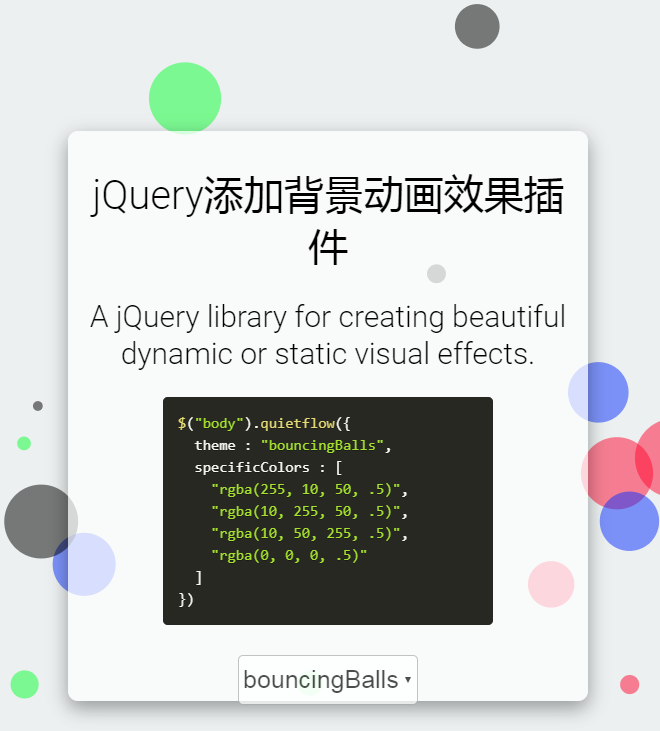 jQuery添加背景动画效果插
件
A jQuery library for creating beautiful
dynamic or static visual effects.
$("body").quietflow({
  theme : "bouncingBalls",
  specificColors : [
    "rgba(255, 10, 50, .5)",
    "rgba(10, 255, 50, .5)",
    "rgba(10, 50, 255, .5)",
    "rgba(0, 0, 0, .5)"
  ]
})
bouncingBalls